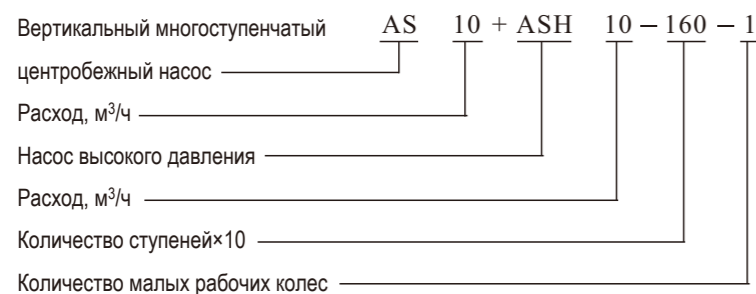 Вертикальный многоступенчатый AS 10 + ASH 10 – 160 – 1
центробежный насос
Расход, м³/ч
Насос высокого давления
Расход, м³/ч
Количество ступеней×10
Количество малых рабочих колес